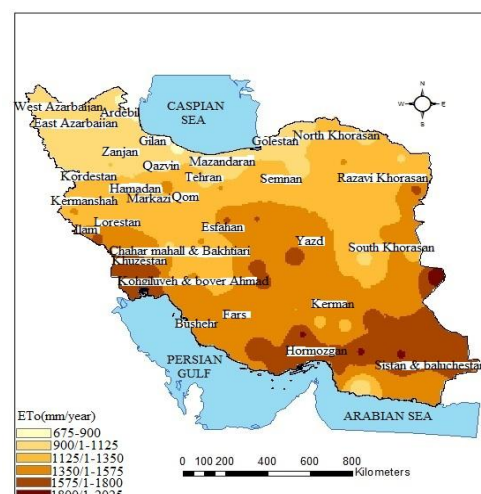 N
W E
S
CASPIAN
SEA
West Azarbaijan
Ardebil
East Azarbaijan
Gilan
Golestan
North Khorasan
Zanjan
Mazandaran
Qazvin
Tehran
Semnan
Razavi Khorasan
Kordestan
Hamadan
Markazi
Qom
Kermanshah
Lorestan
Esfahan
Ilam
Yazd
South Khorasan
Chahar mahall & Bakhtiari
Khuzestan
Kohgiluyeh & bover Ahmad
Kerman
Fars
Bushehr
Hormozgan
PERSIAN
GULF
Sistan & baluchestan
ARABIAN SEA
ETo(mm/year)
675-900
900/1-1125
1125/1-1350
1350/1-1575
1575/1-1800
1800/1-2025
0 100 200 400 600 800
Kilometers